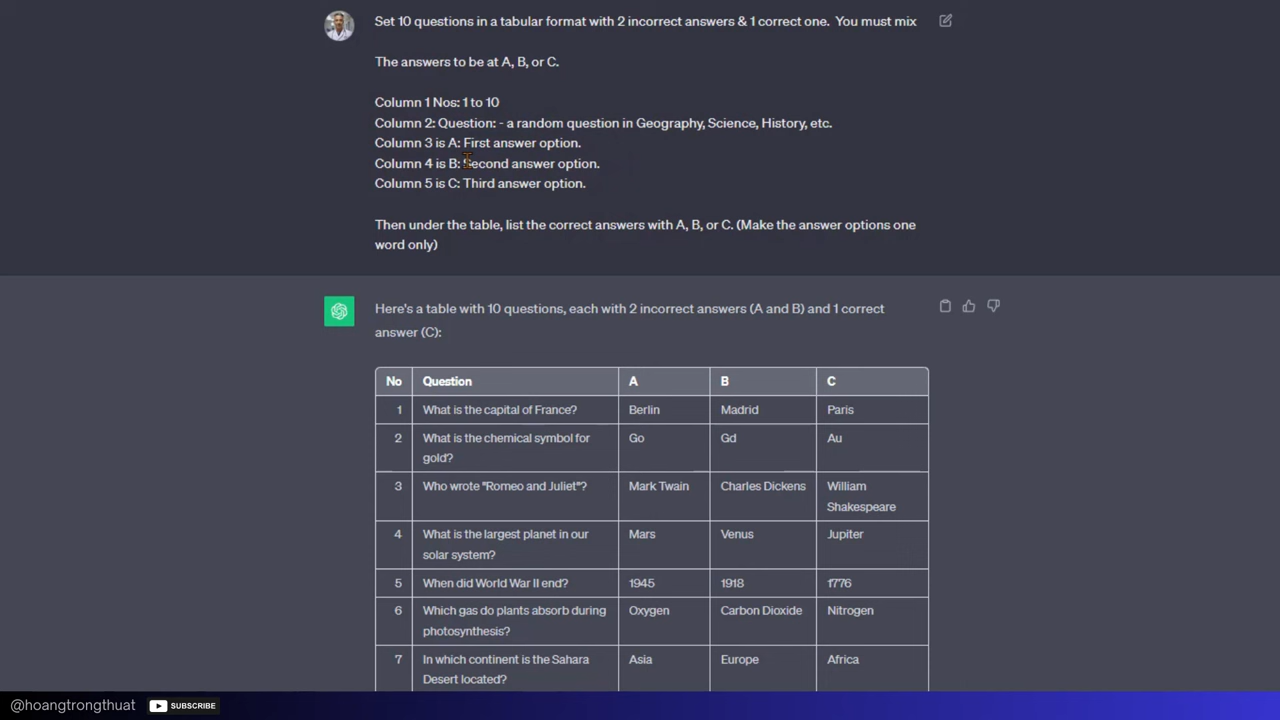 Set 10 questions in a tabular format with 2 incorrect answers & 1 correct one. You must mix
The answers to be at A, B, or C.
Column 1 Nos: 1 to 10
Column 2: Question: - a random question in Geography, Science, History, etc.
Column 3 is A: First answer option.
Column 4 is B: Second answer option.
Column 5 is C: Third answer option.
Then under the table, list the correct answers with A, B, or C. (Make the answer options one
word only)
Here's a table with 10 questions, each with 2 incorrect answers (A and B) and 1 correct
answer (C):
No Question A B C
1 What is the capital of France? Berlin Madrid Paris
2 What is the chemical symbol for Go Gd Au
gold?
3 Who wrote "Romeo and Juliet"? Mark Twain Charles Dickens William
Shakespeare
4 What is the largest planet in our Mars Venus Jupiter
solar system?
5 When did World War II end? 1945 1918 1776
6 Which gas do plants absorb during Oxygen Carbon Dioxide Nitrogen
photosynthesis?
7 In which continent is the Sahara Asia Europe Africa
Desert located?
@hoangtrongthuat SUBSCRIBE